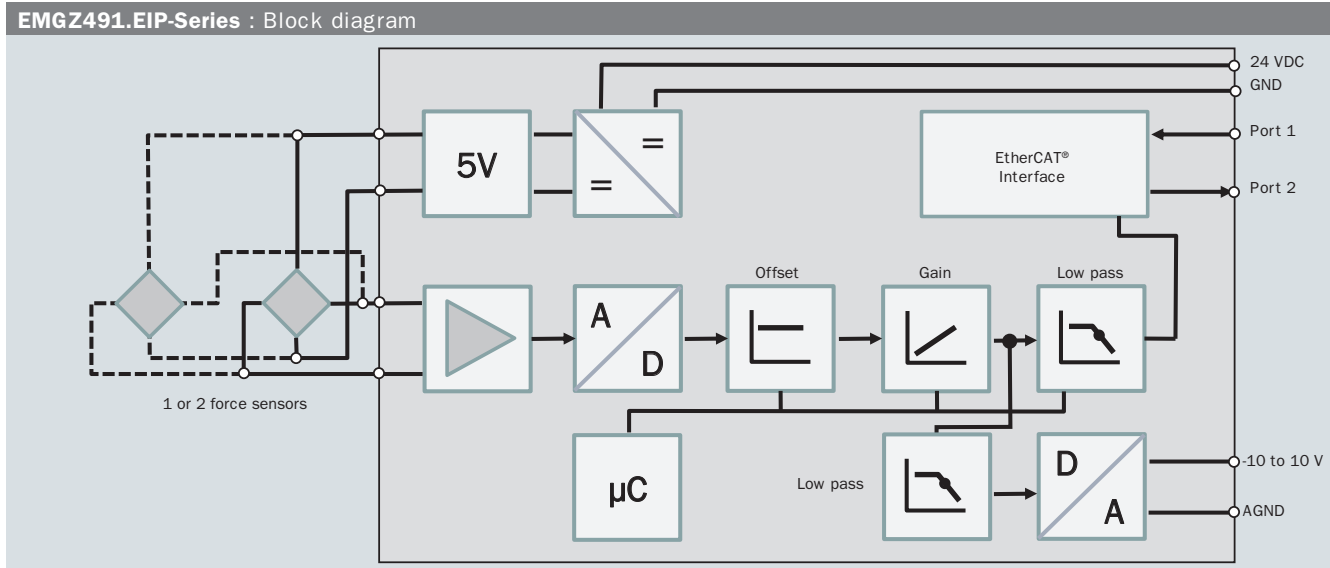 EMGZ491.EIP-Series : Block diagram
24 VDC
GND
Port 1
Port 2
5V
=
=
EtherCAT®
Interface
Offset
Gain
Low pass
A
D
1 or 2 force sensors
µC
Low pass
D
A
-10 to 10 V
AGND